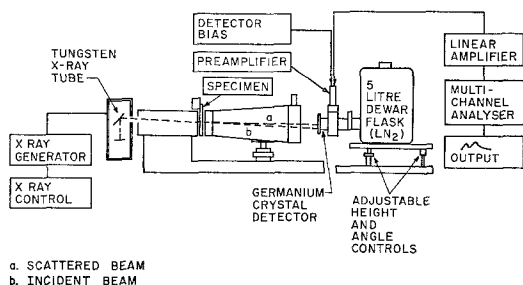 TUNGSTEN
X-RAY
TUBE
X RAY
GENERATOR
X RAY
CONTROL
DETECTOR
BIAS
PREAMPLIFIER
SPECIMEN
a
b
GERMANIUM
CRYSTAL
DETECTOR
5
LITRE
DEWAR
FLASK
(LN₂)
ADJUSTABLE
HEIGHT
AND
ANGLE
CONTROLS
LINEAR
AMPLIFIER
MULTI-
CHANNEL
ANALYSER
OUTPUT
a. SCATTERED BEAM
b. INCIDENT BEAM